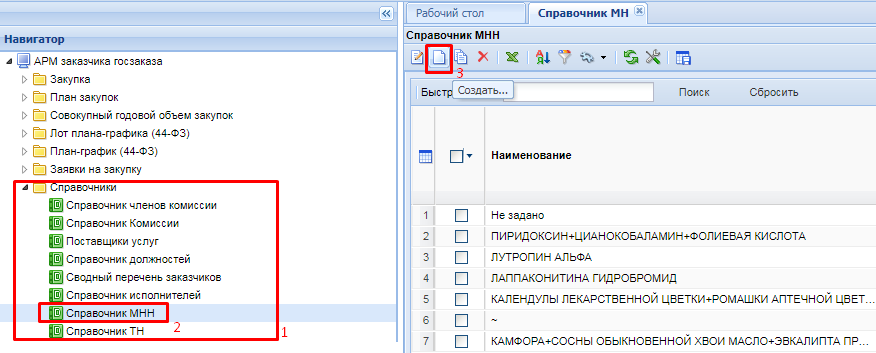 Навигатор
АРМ заказчика госзаказа
Закупка
План закупок
Совокупный годовой объем закупок
Лот плана-графика (44-ФЗ)
План-график (44-ФЗ)
Заявки на закупку
Справочники
Справочник членов комиссии
Справочник Комиссии
Поставщики услуг
Справочник должностей
Сводный перечень заказчиков
Справочник исполнителей
Справочник МНН
2
Справочник ТН
1
Рабочий стол Справочник МН
Справочник МНН
3
Быстр Поиск Сбросить
Создать...
Наименование
1 Не задано
2 ПИРИДОКСИН+ЦИАНОКОБАЛАМИН+ФОЛИЕВАЯ КИСЛОТА
3 ЛУТРОПИН АЛЬФА
4 ЛАППАКОНИТИНА ГИДРОБРОМИД
5 КАЛЕНДУЛЫ ЛЕКАРСТВЕННОЙ ЦВЕТКИ+РОМАШКИ АПТЕЧНОЙ ЦВЕТ...
6 ~
7 КАМФОРА+СОСНЫ ОБЫКНОВЕННОЙ ХВОИ МАСЛО+ЭВКАЛИПТА ПР...